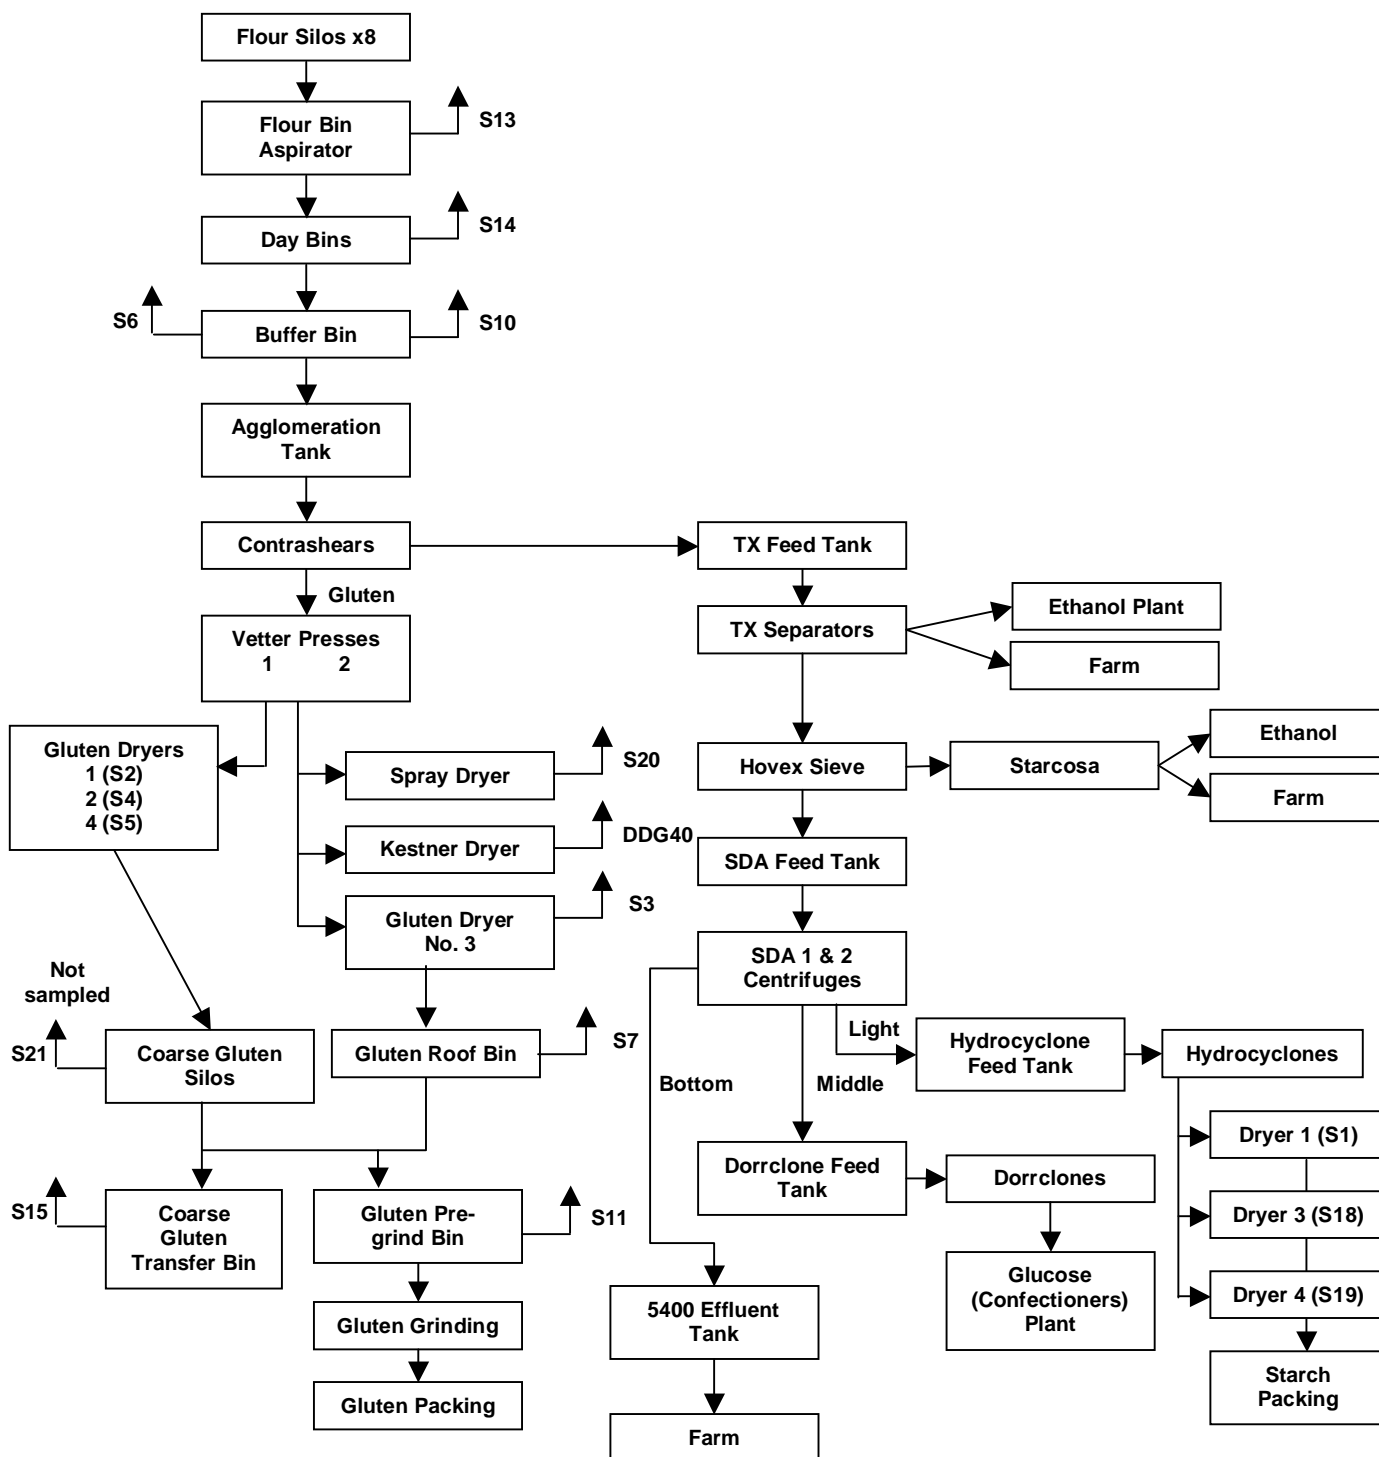 Flour Silos x8
Flour Bin
Aspirator
S13
Day Bins
S14
S6
Buffer Bin
S10
Agglomeration
Tank
Contrashears
TX Feed Tank
Gluten
Vetter Presses
1 2
TX Separators
Ethanol Plant
Farm
Gluten Dryers
1 (S2)
2 (S4)
4 (S5)
Spray Dryer
S20
Kestner Dryer
DDG40
Gluten Dryer
No. 3
S3
Hovex Sieve
Starcosa
Ethanol
Farm
SDA Feed Tank
SDA 1 & 2
Centrifuges
Not
sampled
S21
Coarse Gluten
Silos
Gluten Roof Bin
S7
Bottom
Middle
Light
Hydrocyclone
Feed Tank
Hydrocyclones
Dryer 1 (S1)
Dryer 3 (S18)
Dryer 4 (S19)
Starch
Packing
Dorrclone Feed
Tank
Dorrclones
Glucose
(Confectioners)
Plant
S15
Coarse
Gluten
Transfer Bin
Gluten Pre-
grind Bin
S11
Gluten Grinding
Gluten Packing
5400 Effluent
Tank
Farm